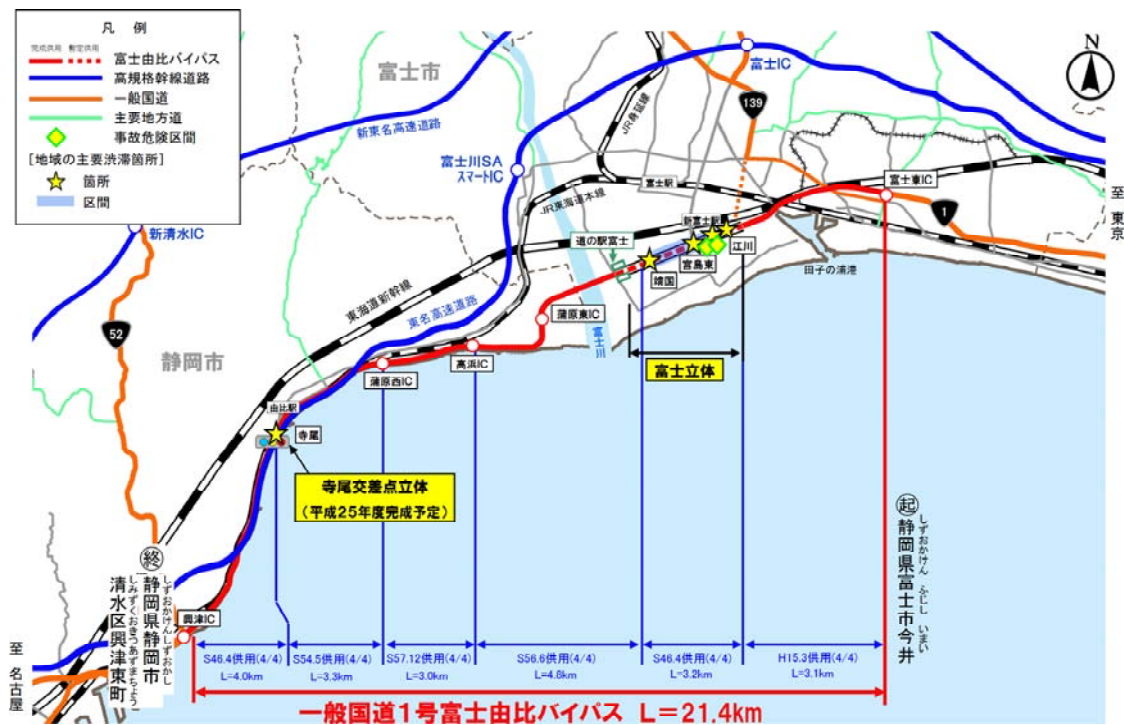 凡 例
完成供用 暫定供用
富士由比バイパス
高規格幹線道路
一般国道
主要地方道
事故危険区間
[地域の主要渋滞箇所]
箇所
区間
富士市
新東名高速道路
富士川SA
スマートIC
富士IC
139
N
JR身延線
JR東海道本線
富士駅
富士東IC
1
至 東京
新富士駅
道の駅富士
江川
宮島東
靖国
田子の浦港
新清水IC
52
静岡市
東海道新幹線
東名高速道路
蒲原東IC
富士川
高浜IC
蒲原西IC
富士立体
由比駅
寺尾
寺尾交差点立体
(平成25年度完成予定)
起
静岡県富士市今井
しずおかけん ふじし いまい
終
静岡県静岡市
しずおかけんしずおかし
清水区興津東町
しみずくおきつあずまちょう
興津IC
至 名古屋
S46.4供用(4/4)
L=4.0km
S54.5供用(4/4)
L=3.3km
S57.12供用(4/4)
L=3.0km
S56.6供用(4/4)
L=4.8km
S46.4供用(4/4)
L=3.2km
H15.3供用(4/4)
L=3.1km
一般国道1号富士由比バイパス L=21.4km